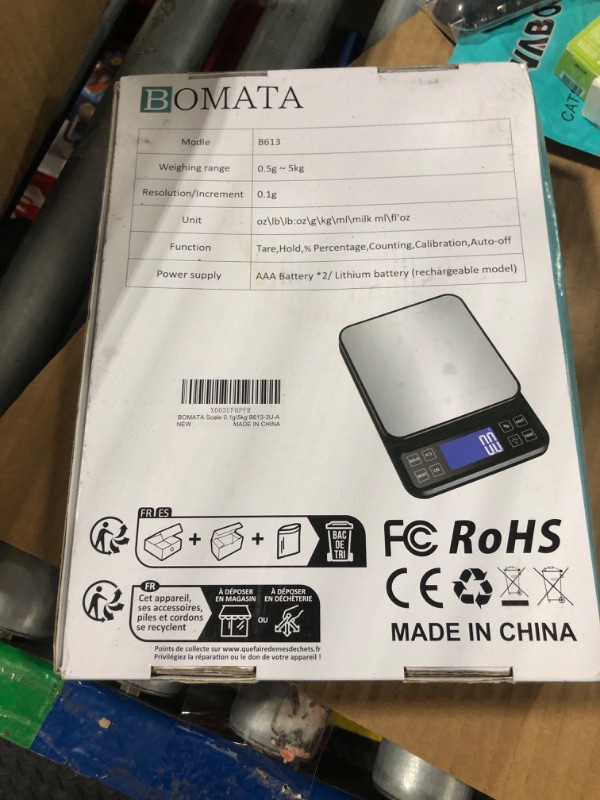 BOMATA
Modle B613
Weighing range 0.5g ~ 5kg
Resolution/Increment 0.1g
Unit oz\lb\lb:oz\g\kg\ml\milk ml\fl'oz
Function Tare,Hold,% Percentage,Counting,Calibration,Auto-off
Power supply AAA Battery *2/ Lithium battery (rechargeable model)
X003UF6PFR
BOMATA Scale 0.1g\5kg B613-3U-A
NEW MADE IN CHINA
00
FR ES
BAC
DE
TRI
FC RoHS
CE
FR
Cet appareil,
ses accessoires,
piles et cordons
se recyclent
À DÉPOSER
EN MAGASIN
OU
À DÉPOSER
EN DÉCHÈTERIE
Points de collecte sur www.quefairedemesdechets.fr
Privilégiez la réparation ou le don de votre appareil !
MADE IN CHINA
CAT